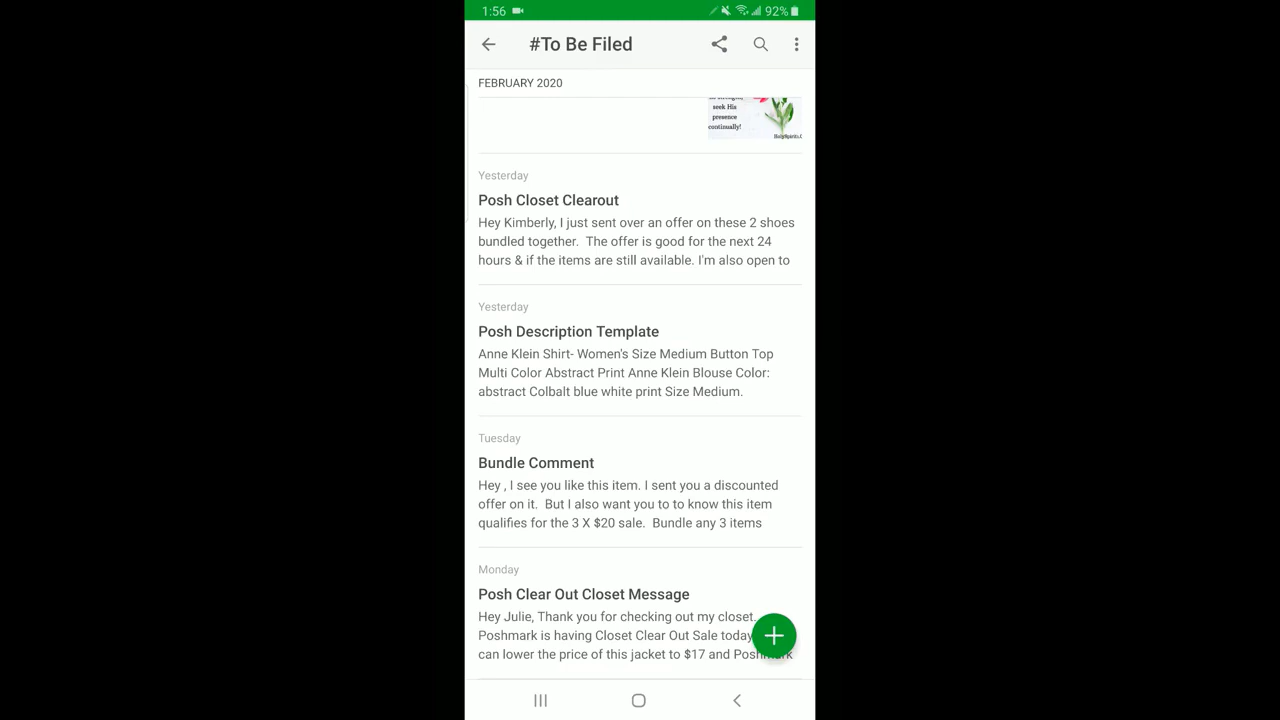 1:56 92%
#To Be Filed
FEBRUARY 2020
seek His
presence
continually!
Yesterday
Posh Closet Clearout
Hey Kimberly, I just sent over an offer on these 2 shoes
bundled together. The offer is good for the next 24
hours & if the items are still available. I'm also open to
Yesterday
Posh Description Template
Anne Klein Shirt- Women's Size Medium Button Top
Multi Color Abstract Print Anne Klein Blouse Color:
abstract Colbalt blue white print Size Medium.
Tuesday
Bundle Comment
Hey , I see you like this item. I sent you a discounted
offer on it. But I also want you to to know this item
qualifies for the 3 X $20 sale. Bundle any 3 items
Monday
Posh Clear Out Closet Message
Hey Julie, Thank you for checking out my closet.
Poshmark is having Closet Clear Out Sale today
can lower the price of this jacket to $17 and Poshmark